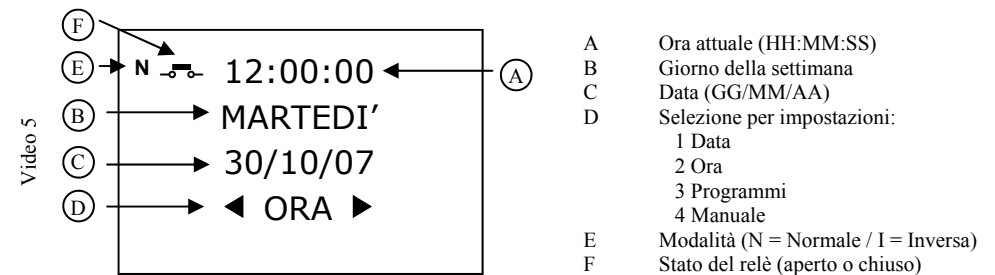 F
E
N 12:00:00
A
B
MARTEDI’
C
30/10/07
D
◄ ORA ►
Video 5
A Ora attuale (HH:MM:SS)
B Giorno della settimana
C Data (GG/MM/AA)
D Selezione per impostazioni:
1 Data
2 Ora
3 Programmi
4 Manuale
E Modalità (N = Normale / I = Inversa)
F Stato del relè (aperto o chiuso)